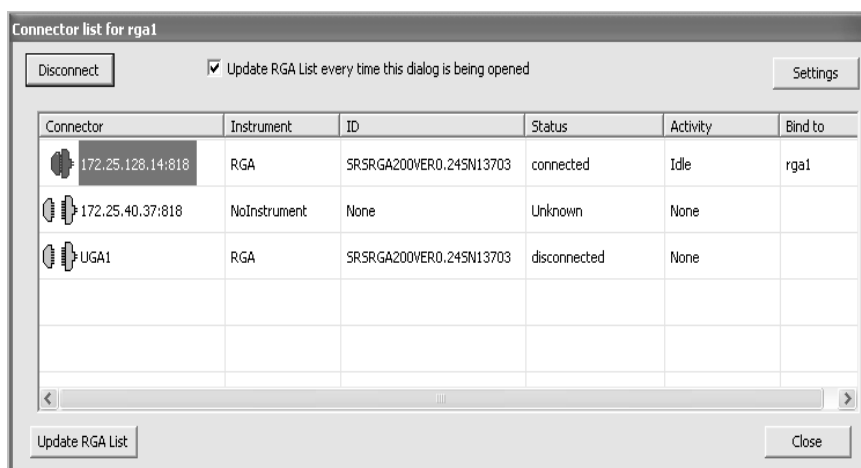 Connector list for rga1
Disconnect Update RGA List every time this dialog is being opened Settings
Connector Instrument ID Status Activity Bind to
172.25.128.14:818 RGA SRSRGA200VER0.24SN13703 connected Idle rga1
172.25.40.37:818 NoInstrument None Unknown None
UGA1 RGA SRSRGA200VER0.24SN13703 disconnected None
Update RGA List Close